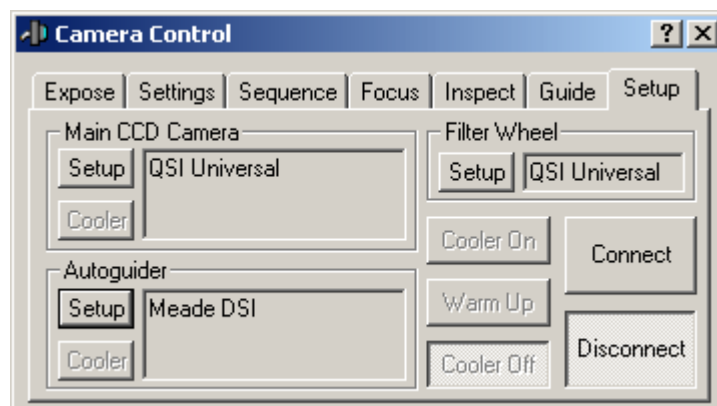 Camera Control
Expose Settings Sequence Focus Inspect Guide Setup
Main CCD Camera
Setup QSI Universal
Cooler
Filter Wheel
Setup QSI Universal
Autoguider
Setup Meade DSI
Cooler
Cooler On
Warm Up
Cooler Off
Connect
Disconnect